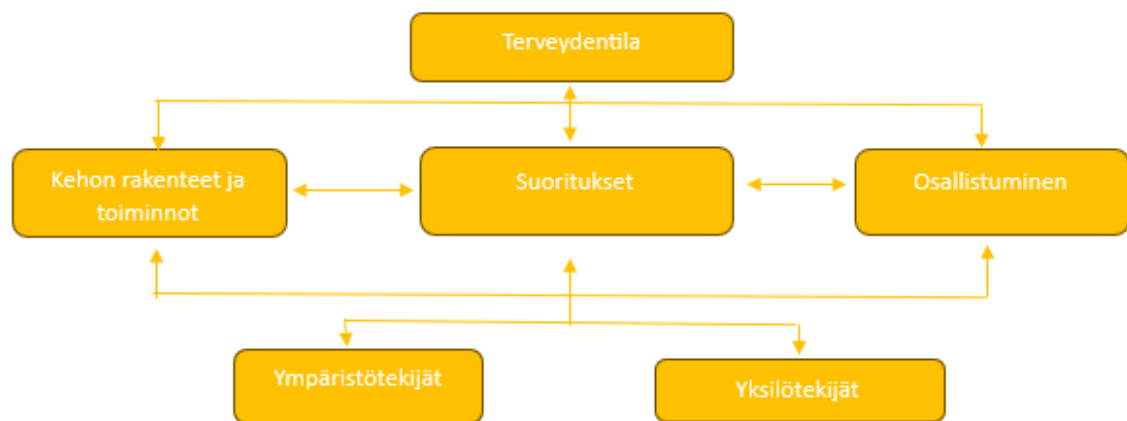 Terveydentila
Kehon rakenteet ja
toiminnot
Suoritukset
Osallistuminen
Ympäristötekijät
Yksilötekijät